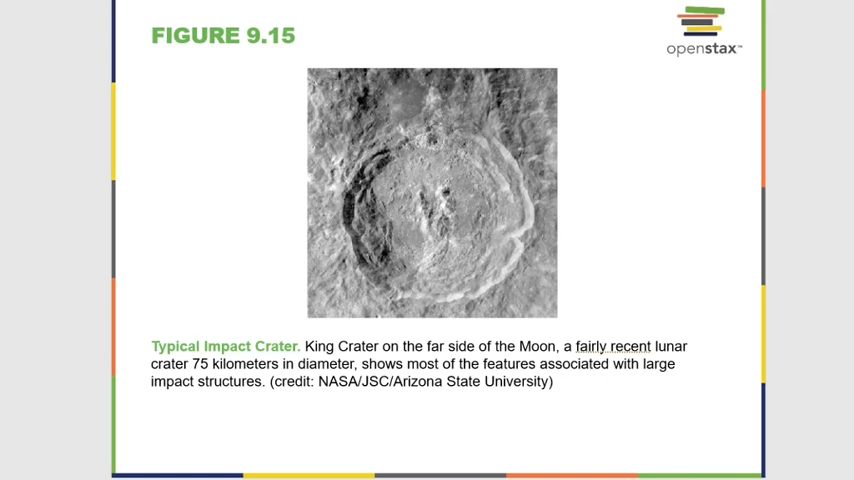 FIGURE 9.15
openstax™
Typical Impact Crater. King Crater on the far side of the Moon, a fairly recent lunar
crater 75 kilometers in diameter, shows most of the features associated with large
impact structures. (credit: NASA/JSC/Arizona State University)